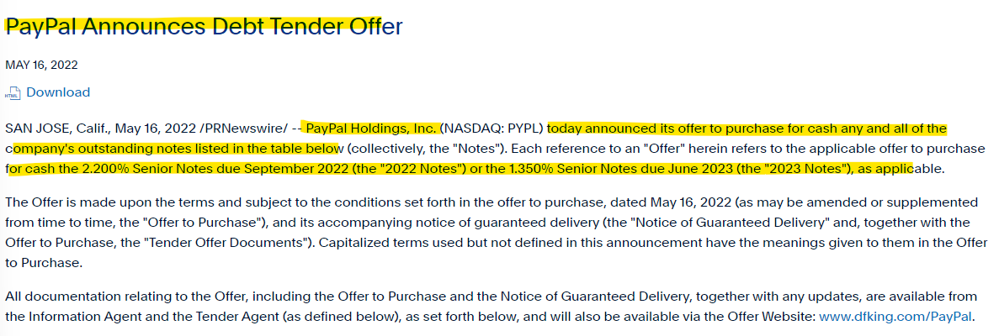 PayPal Announces Debt Tender Offer
MAY 16, 2022
HTML Download
SAN JOSE, Calif., May 16, 2022 /PRNewswire/ -- PayPal Holdings, Inc. (NASDAQ: PYPL) today announced its offer to purchase for cash any and all of the
company's outstanding notes listed in the table below (collectively, the "Notes"). Each reference to an "Offer" herein refers to the applicable offer to purchase
for cash the 2.200% Senior Notes due September 2022 (the "2022 Notes") or the 1.350% Senior Notes due June 2023 (the "2023 Notes"), as applicable.
The Offer is made upon the terms and subject to the conditions set forth in the offer to purchase, dated May 16, 2022 (as may be amended or supplemented
from time to time, the "Offer to Purchase"), and its accompanying notice of guaranteed delivery (the "Notice of Guaranteed Delivery" and, together with the
Offer to Purchase, the "Tender Offer Documents"). Capitalized terms used but not defined in this announcement have the meanings given to them in the Offer
to Purchase.
All documentation relating to the Offer, including the Offer to Purchase and the Notice of Guaranteed Delivery, together with any updates, are available from
the Information Agent and the Tender Agent (as defined below), as set forth below, and will also be available via the Offer Website: www.dfking.com/PayPal.